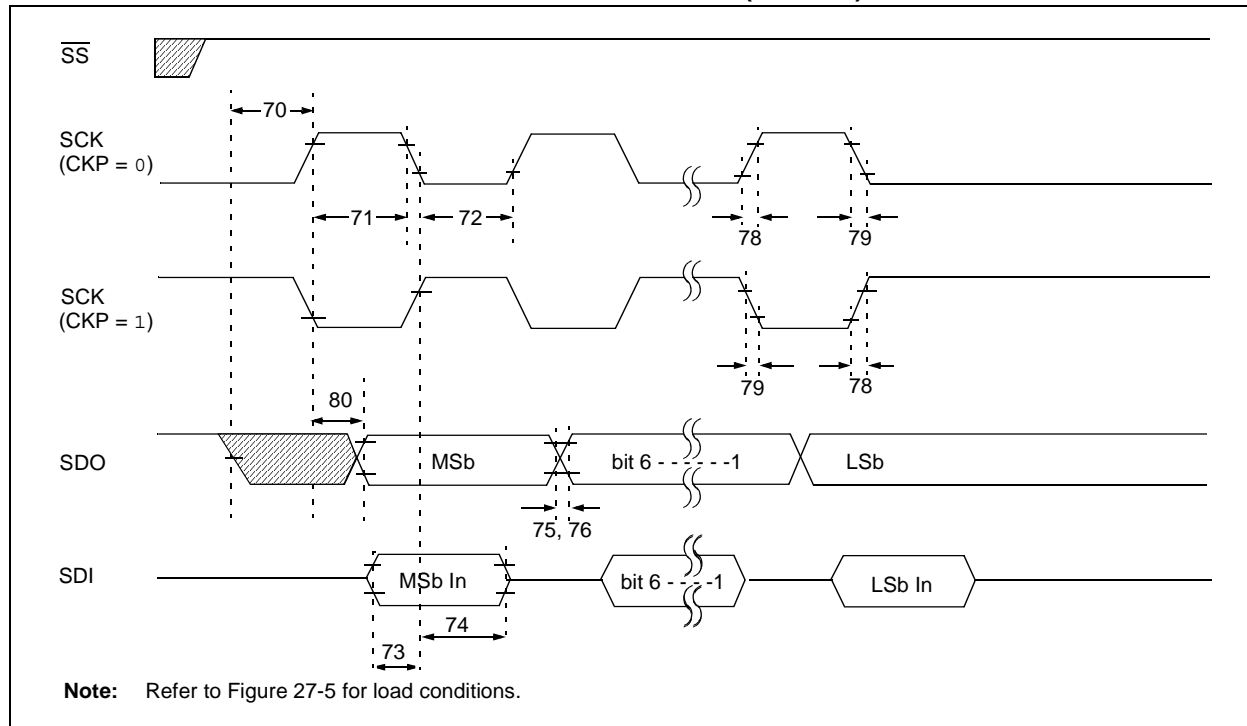 SS
70
SCK
(CKP = 0)
71
72
78
79
SCK
(CKP = 1)
79
78
80
SDO
MSb
bit 6 - - - - - -1
LSb
75, 76
SDI
MSb In
bit 6 - - - -1
LSb In
74
73
Note: Refer to Figure 27-5 for load conditions.